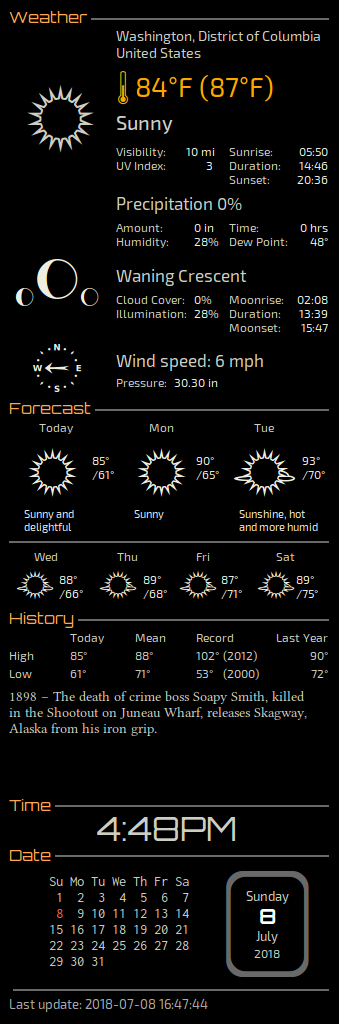 Weather
Washington, District of Columbia
United States
84°F (87°F)
Sunny
Visibility: 10 mi Sunrise: 05:50
UV Index: 3 Duration: 14:46
Sunset: 20:36
Precipitation 0%
Amount: 0 in Time: 0 hrs
Humidity: 28% Dew Point: 48°
Waning Crescent
Cloud Cover: 0% Moonrise: 02:08
Illumination: 28% Duration: 13:39
Moonset: 15:47
N
W E
S
Wind speed: 6 mph
Pressure: 30.30 in
Forecast
Today Mon Tue
85° 90° 93°
/61° /65° /70°
Sunny and Sunny Sunshine, hot
delightful and more humid
Wed Thu Fri Sat
88° 89° 87° 89°
/66° /68° /71° /75°
History
Today Mean Record Last Year
High 85° 88° 102° (2012) 90°
Low 61° 71° 53° (2000) 72°
1898 – The death of crime boss Soapy Smith, killed
in the Shootout on Juneau Wharf, releases Skagway,
Alaska from his iron grip.
Time
4:48PM
Date
Su Mo Tu We Th Fr Sa
1 2 3 4 5 6 7
8 9 10 11 12 13 14
15 16 17 18 19 20 21
22 23 24 25 26 27 28
29 30 31
Sunday
8
July
2018
Last update: 2018-07-08 16:47:44